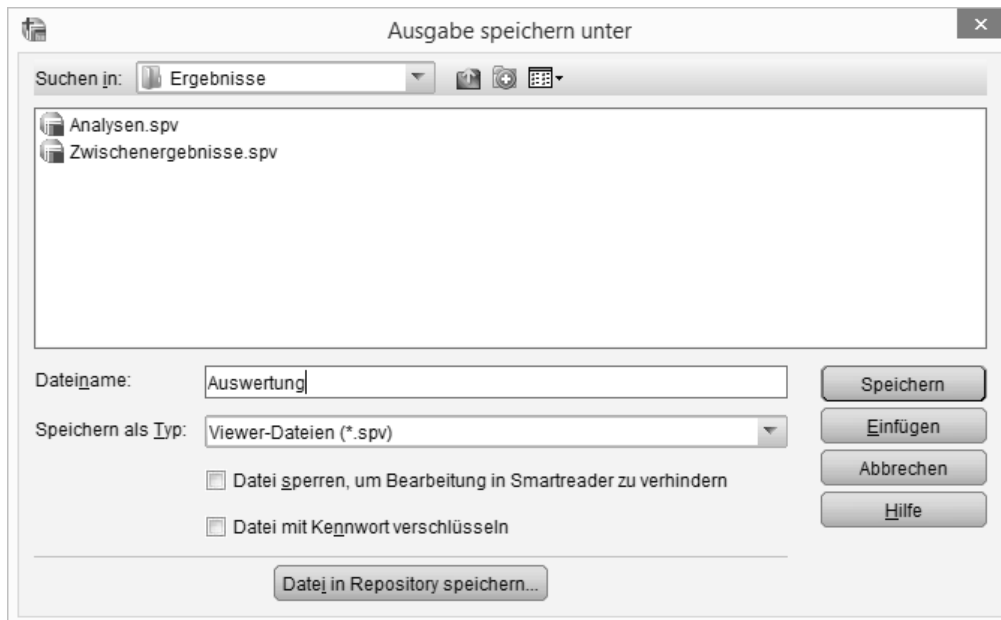 Ausgabe speichern unter
Suchen in: Ergebnisse
Analysen.spv
Zwischenergebnisse.spv
Dateiname: Auswertung
Speichern
Speichern als Typ: Viewer-Dateien (*.spv)
Einfügen
Datei sperren, um Bearbeitung in Smartreader zu verhindern
Abbrechen
Datei mit Kennwort verschlüsseln
Hilfe
Datei in Repository speichern...